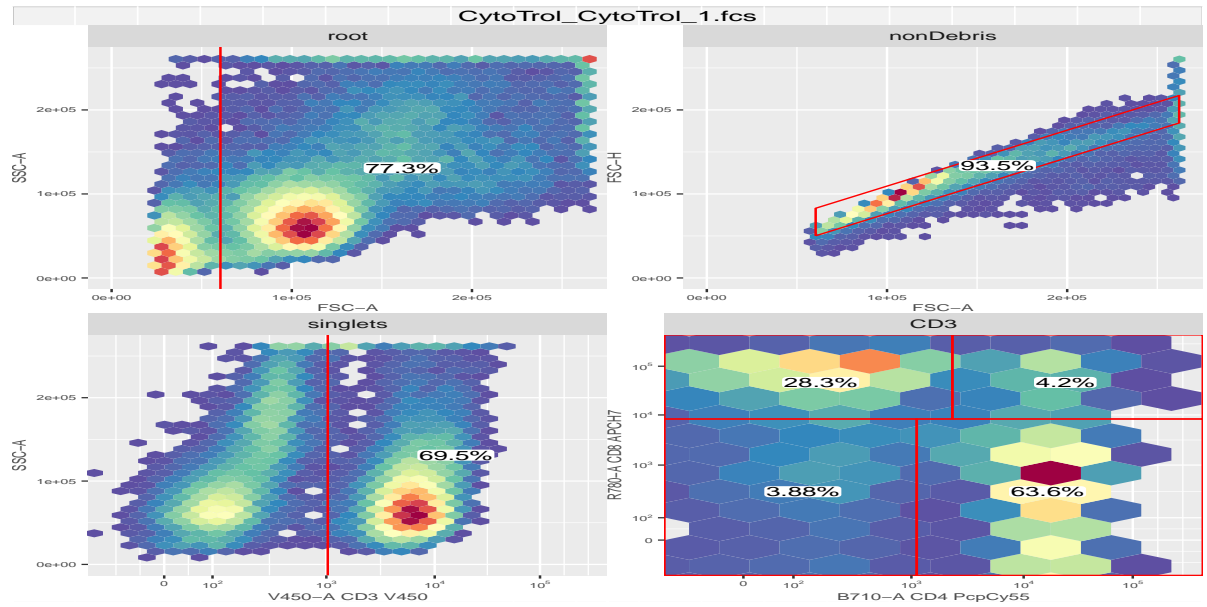 CytoTrol_CytoTrol_1.fcs
root
SSC-A
2e+05
1e+05
0e+00
77.3%
0e+00 1e+05 2e+05
FSC-A
nonDebris
FSC-H
2e+05
1e+05
0e+00
93.5%
0e+00 1e+05 2e+05
FSC-A
singlets
SSC-A
2e+05
1e+05
0e+00
69.5%
0 10² 10³ 10⁴ 10⁵
V450-A CD3 V450
CD3
R780-A CD8 APCH7
10⁵
10⁴
10³
10²
0
28.3% 4.2%
3.88% 63.6%
0 10² 10³ 10⁴ 10⁵
B710-A CD4 PcpCy55